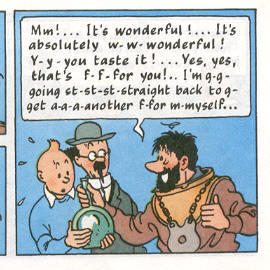 Mm!... It's wonderful!... It's
absolutely w-w-wonderful!
Y-y-you taste it!... Yes, yes,
that's f-f-for you!.. I'm g-g-
going st-st-st-straight back to g-
get a-a-a-another f-for m-myself...